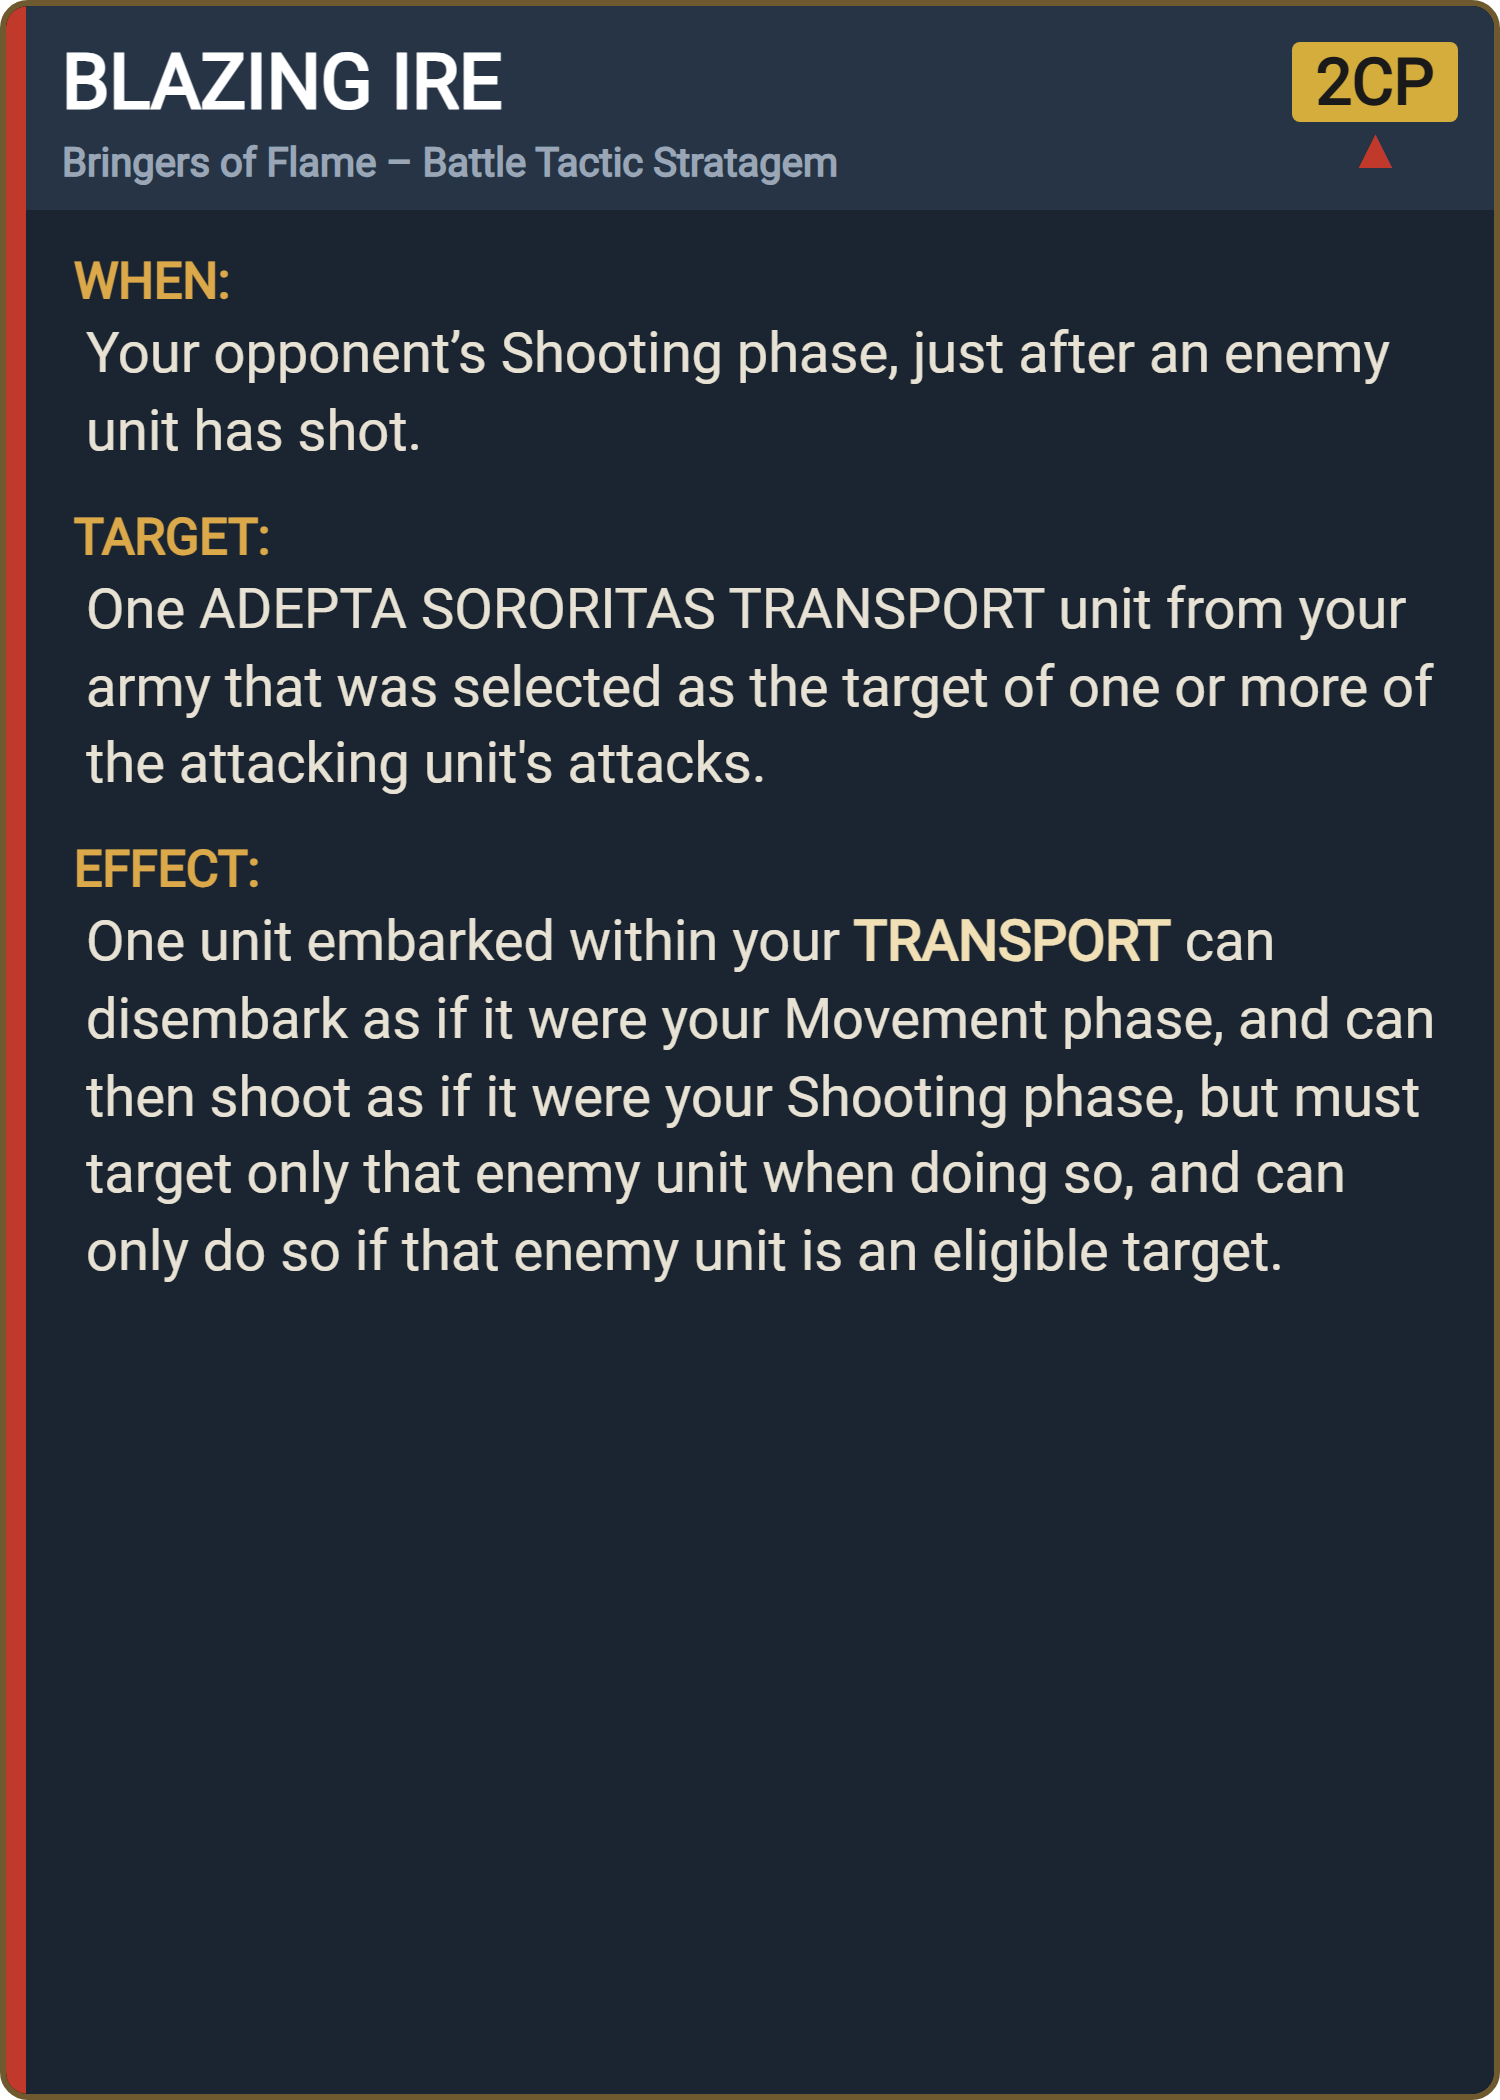 BLAZING IRE
2CP
Bringers of Flame – Battle Tactic Stratagem
WHEN:
Your opponent’s Shooting phase, just after an enemy
unit has shot.
TARGET:
One ADEPTA SORORITAS TRANSPORT unit from your
army that was selected as the target of one or more of
the attacking unit's attacks.
EFFECT:
One unit embarked within your TRANSPORT can
disembark as if it were your Movement phase, and can
then shoot as if it were your Shooting phase, but must
target only that enemy unit when doing so, and can
only do so if that enemy unit is an eligible target.